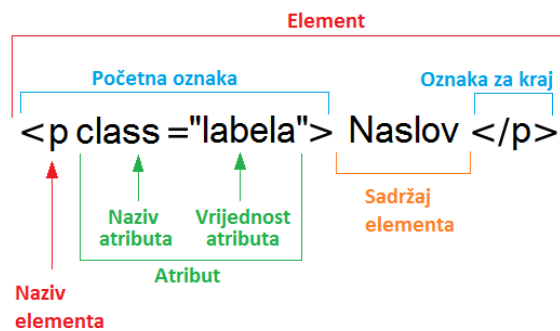 Element
Početna oznaka
Oznaka za kraj
<p class ="labela"> Naslov </p>
Naziv
atributa
Vrijednost
atributa
Sadržaj
elementa
Atribut
Naziv
elementa